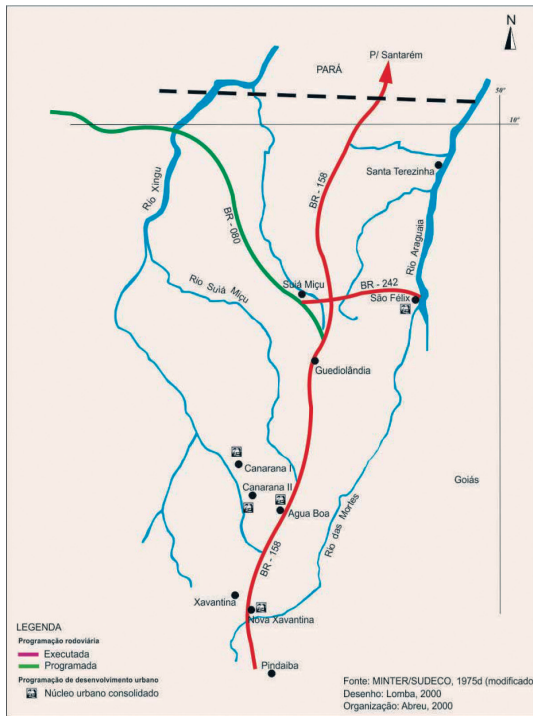 N
P/ Santarém
PARÁ
50°
10°
Santa Terezinha
Rio Xingu
BR - 158
BR - 080
Rio Araguaia
Rio Suiá Miçu
Suiá Miçu
BR - 242
São Félix
Guediolândia
Canarana I
Goiás
Canarana II
Agua Boa
Rio das Mortes
BR - 158
Xavantina
Nova Xavantina
Pindaiba
LEGENDA
Programação rodoviária
Executada
Programada
Programação de desenvolvimento urbano
Núcleo urbano consolidado
Fonte: MINTER/SUDECO, 1975d (modificado
Desenho: Lomba, 2000
Organização: Abreu, 2000